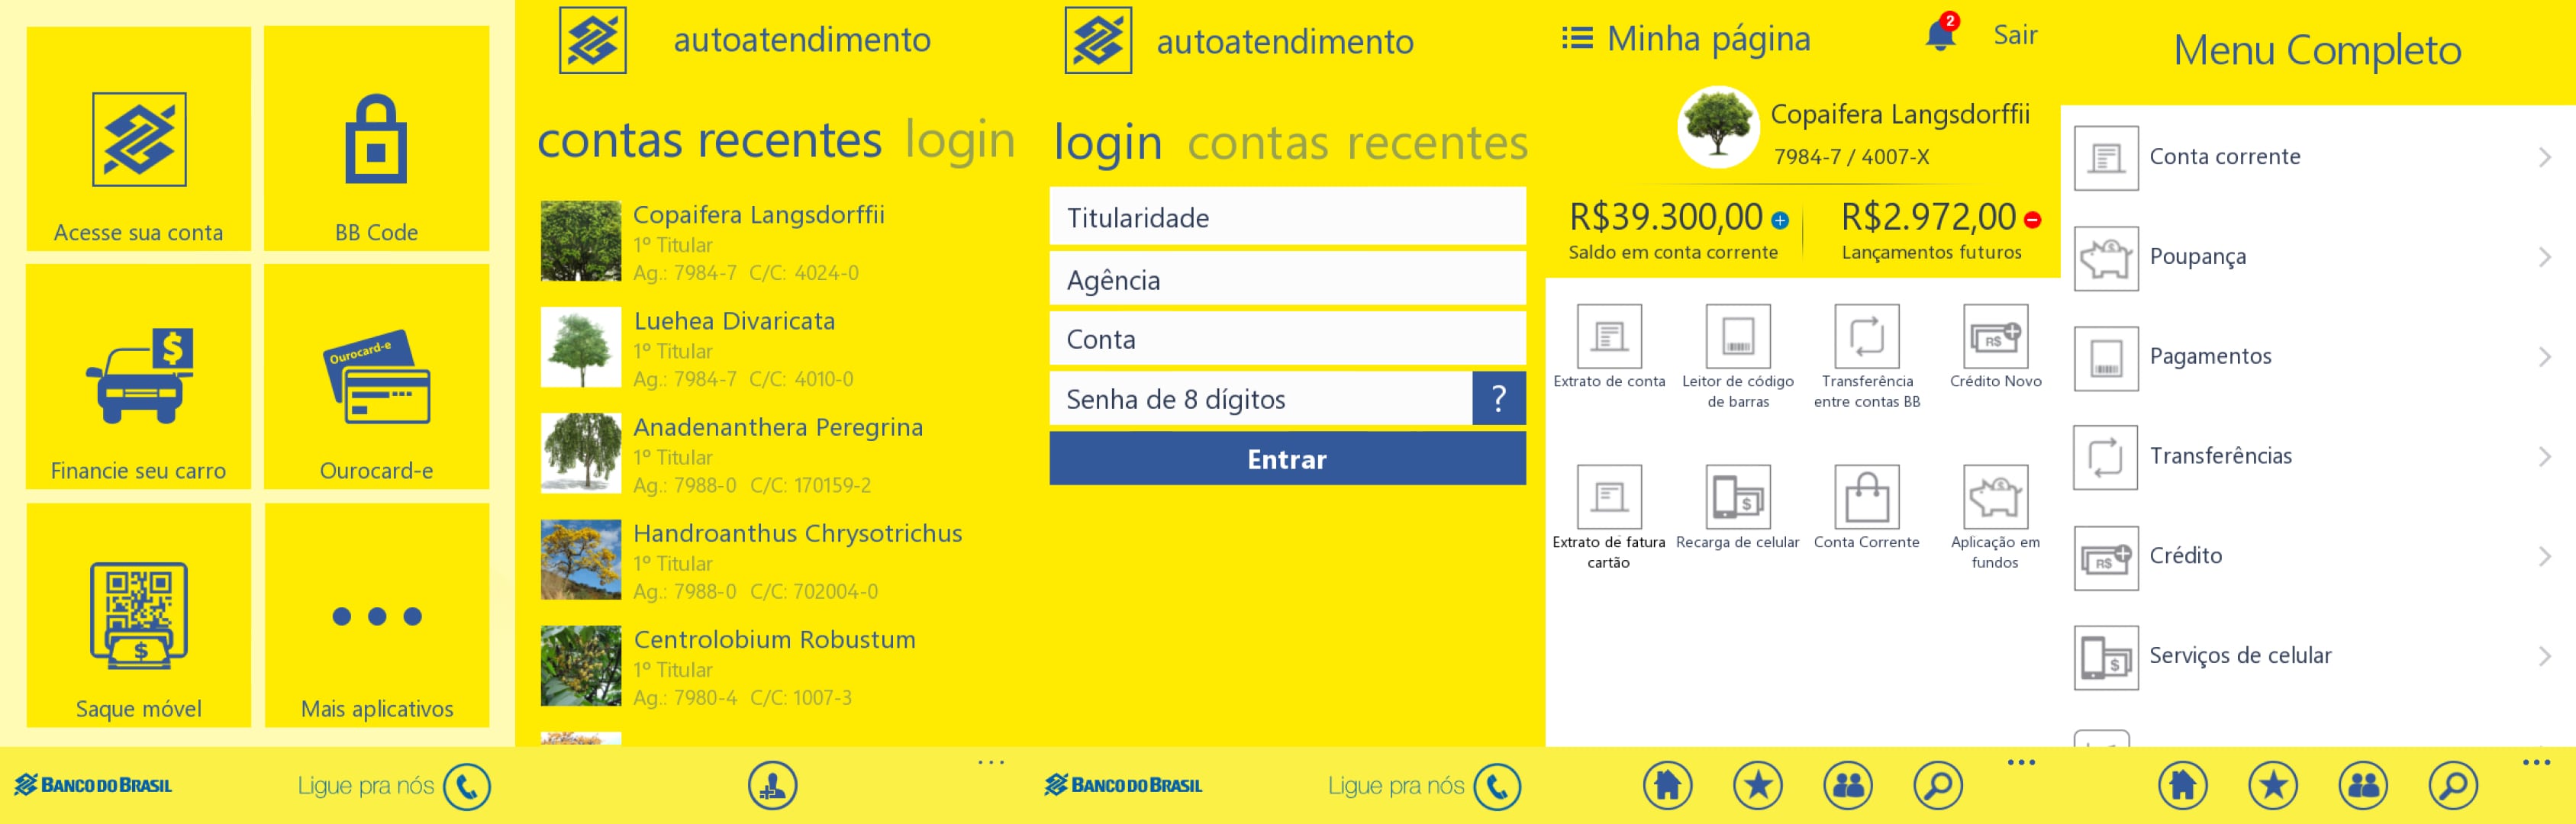 Acesse sua conta
BB Code
$
Financie seu carro
Ourocard-e
Ourocard-e
$
Saque móvel
Mais aplicativos
BANCO DO BRASIL
Ligue pra nós
autoatendimento
contas recentes login
Copaifera Langsdorffii
1º Titular
Ag.: 7984-7 C/C: 4024-0
Luehea Divaricata
1º Titular
Ag.: 7984-7 C/C: 4010-0
Anadenanthera Peregrina
1º Titular
Ag.: 7988-0 C/C: 170159-2
Handroanthus Chrysotrichus
1º Titular
Ag.: 7988-0 C/C: 702004-0
Centrolobium Robustum
1º Titular
Ag.: 7980-4 C/C: 1007-3
autoatendimento
login contas recentes
Titularidade
Agência
Conta
Senha de 8 dígitos ?
Entrar
BANCO DO BRASIL
Ligue pra nós
Minha página
2
Sair
Copaifera Langsdorffii
7984-7 / 4007-X
R$39.300,00
Saldo em conta corrente
R$2.972,00
Lançamentos futuros
Extrato de conta
Leitor de código
de barras
Transferência
entre contas BB
R$
Crédito Novo
Extrato de fatura
cartão
$
Recarga de celular
Conta Corrente
$
Aplicação em
fundos
Menu Completo
Conta corrente
$
Poupança
Pagamentos
Transferências
R$
Crédito
$
Serviços de celular